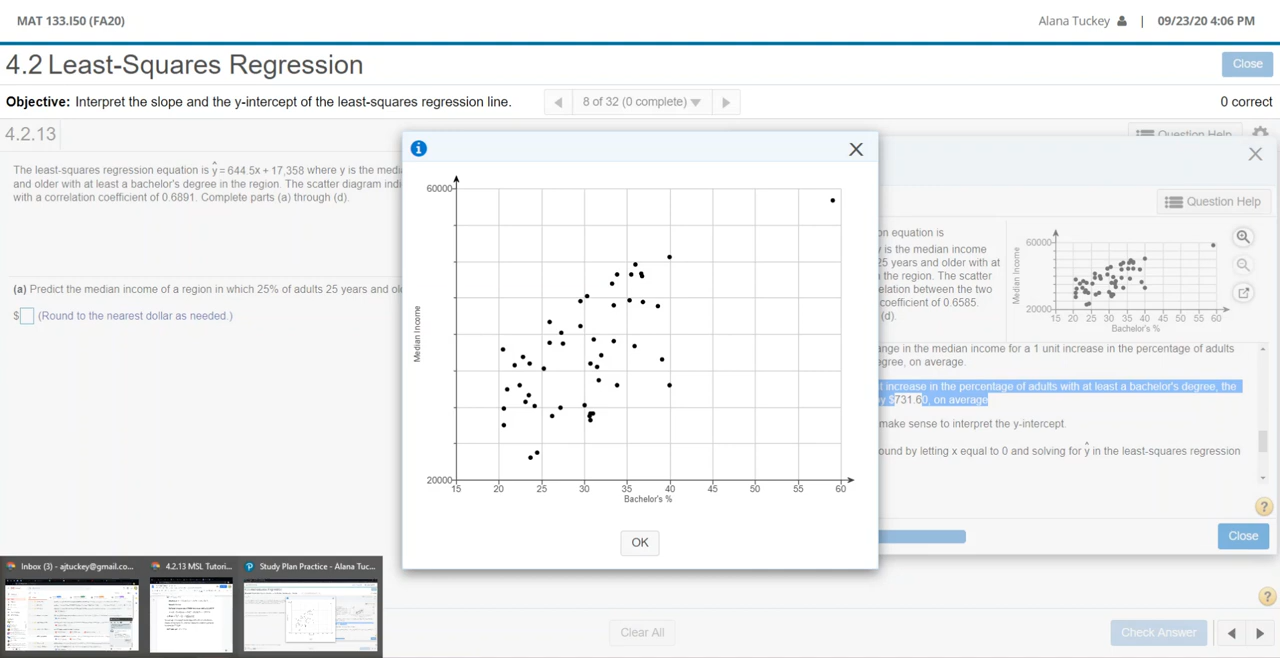 MAT 133.I50 (FA20)
Alana Tuckey | 09/23/20 4:06 PM
4.2 Least-Squares Regression
Close
Objective: Interpret the slope and the y-intercept of the least-squares regression line.
8 of 32 (0 complete)
0 correct
4.2.13
Question Help
The least-squares regression equation is ŷ = 644.5x + 17,358 where y is the medi
and older with at least a bachelor's degree in the region. The scatter diagram indi
with a correlation coefficient of 0.6891. Complete parts (a) through (d).
(a) Predict the median income of a region in which 25% of adults 25 years and ol
$ (Round to the nearest dollar as needed.)
60000
Median Income
20000
15 20 25 30 35 40 45 50 55 60
Bachelor's %
OK
Question Help
on equation is
y is the median income
25 years and older with at
the region. The scatter
elation between the two
coefficient of 0.6585.
(d).
60000
Median Income
20000
15 20 25 30 35 40 45 50 55 60
Bachelor's %
ange in the median income for a 1 unit increase in the percentage of adults
egree, on average.
t increase in the percentage of adults with at least a bachelor's degree, the
by $731.60, on average
make sense to interpret the y-intercept.
ound by letting x equal to 0 and solving for ŷ in the least-squares regression
?
Close
Inbox (3) - ajtuckey@gmail.co...
4.2.13 MSL Tutori...
Study Plan Practice - Alana Tuc...
?
Clear All
Check Answer